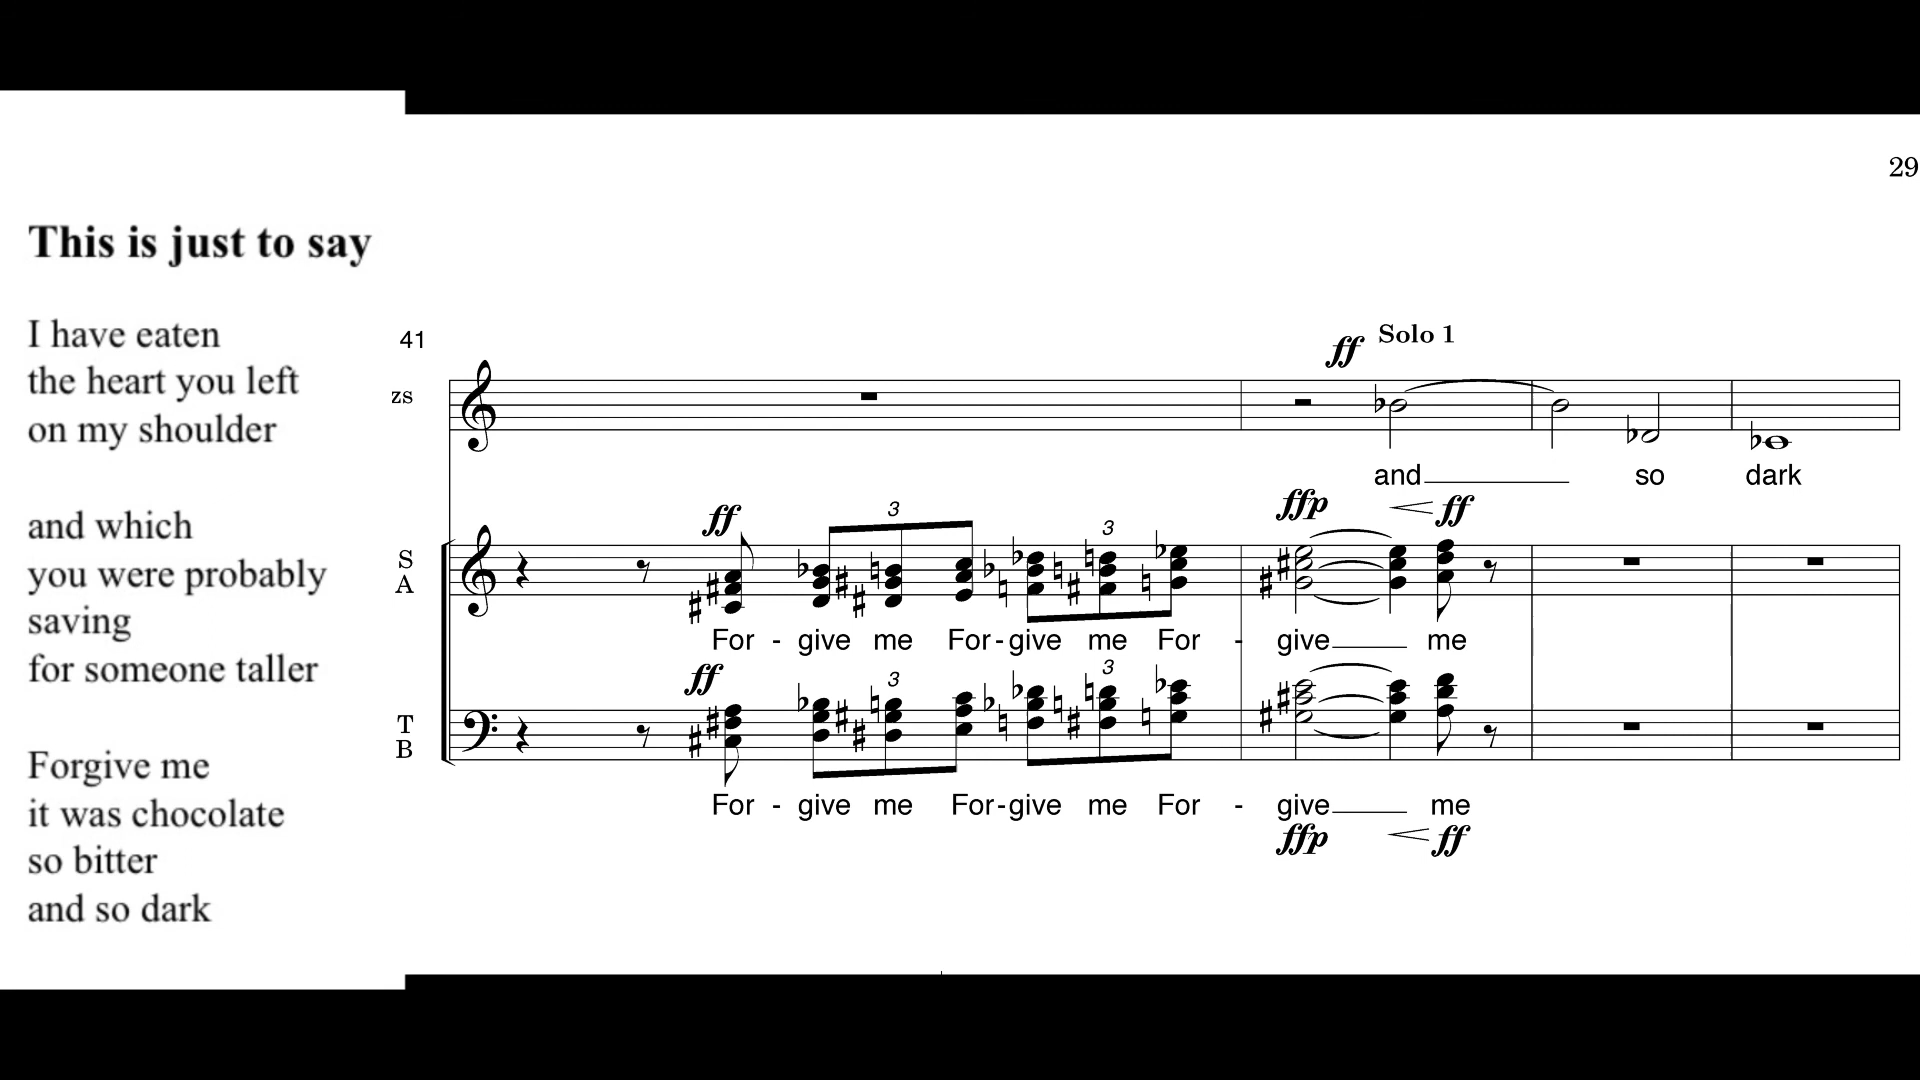 29
This is just to say
I have eaten
the heart you left
on my shoulder
and which
you were probably
saving
for someone taller
Forgive me
it was chocolate
so bitter
and so dark
41
ff Solo 1
zs
and so dark
ffp ff
ff 3 3
S
A
For - give me For - give me For - give me
ff 3 3
T
B
For - give me For - give me For - give me
ffp ff